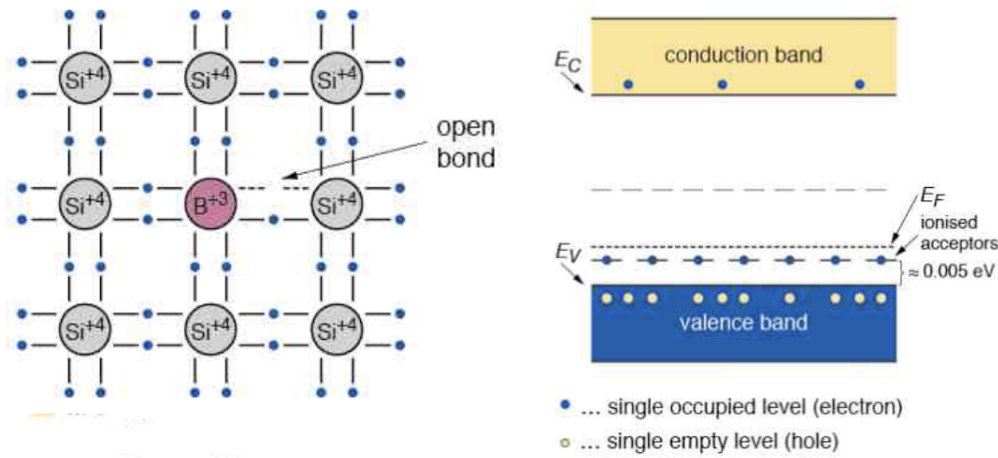 Si+4 Si+4 Si+4
open
bond
Si+4 B+3 Si+4
Si+4 Si+4 Si+4
EC
conduction band
EF
ionised
acceptors
EV
≈ 0.005 eV
valence band
... single occupied level (electron)
... single empty level (hole)